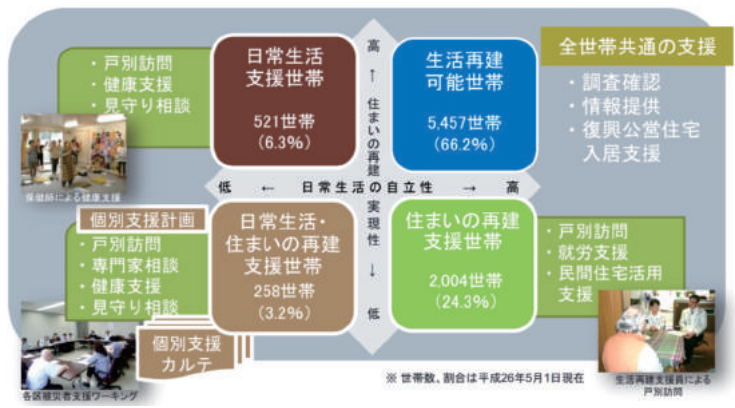 ・戸別訪問
・健康支援
・見守り相談
保健師による健康支援
日常生活
支援世帯
521世帯
(6.3%)
高 ← 住まいの再建実現性 → 低
生活再建
可能世帯
5,457世帯
(66.2%)
全世帯共通の支援
・調査確認
・情報提供
・復興公営住宅
入居支援
低 ← 日常生活の自立性 → 高
個別支援計画
・戸別訪問
・専門家相談
・健康支援
・見守り相談
各区被災者支援ワーキング
日常生活・
住まいの再建
支援世帯
258世帯
(3.2%)
個別支援
カルテ
住まいの再建
支援世帯
2,004世帯
(24.3%)
・戸別訪問
・就労支援
・民間住宅活用
支援
生活再建支援員による
戸別訪問
※ 世帯数、割合は平成26年5月1日現在